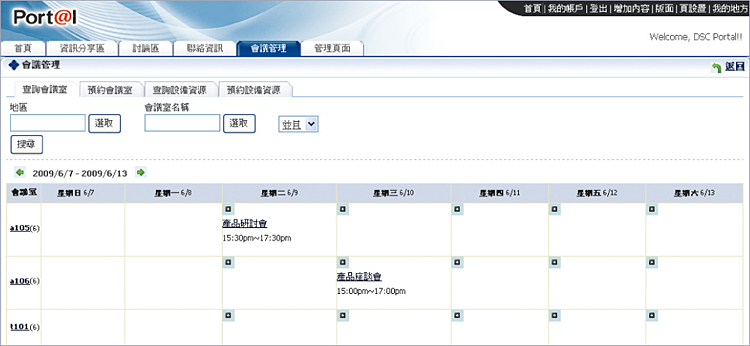 Port@l
首頁 | 我的帳戶 | 登出 | 增加內容 | 版面 | 頁設置 | 我的地方
Welcome, DSC Portal!!
首頁 資訊分享區 討論區 聯絡資訊 會議管理 管理頁面
會議管理 返回
查詢會議室 預約會議室 查詢設備資源 預約設備資源
地區 會議室名稱
選取 選取 並且
搜尋
2009/6/7 - 2009/6/13
會議室 星期日 6/7 星期一 6/8 星期二 6/9 星期三 6/10 星期四 6/11 星期五 6/12 星期六 6/13
a105(6) 產品研討會
15:30pm~17:30pm
a106(6) 產品座談會
15:00pm~17:00pm
t101(6)